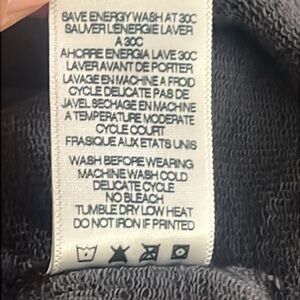 SAVE ENERGY WASH AT 30C
SAUVER L'ENERGIE LAVER
A 30C
AHORRE ENERGIA LAVE 30C
LAVER AVANT DE PORTER
LAVAGE EN MACHINE A FROID
CYCLE DELICATE PAS DE
JAVEL SECHAGE EN MACHINE
A TEMPERATURE MODERATE
CYCLE COURT
FRASIQUE AUX ETATS UNIS
WASH BEFORE WEARING
MACHINE WASH COLD
DELICATE CYCLE
NO BLEACH
TUMBLE DRY LOW HEAT
DO NOT IRON IF PRINTED